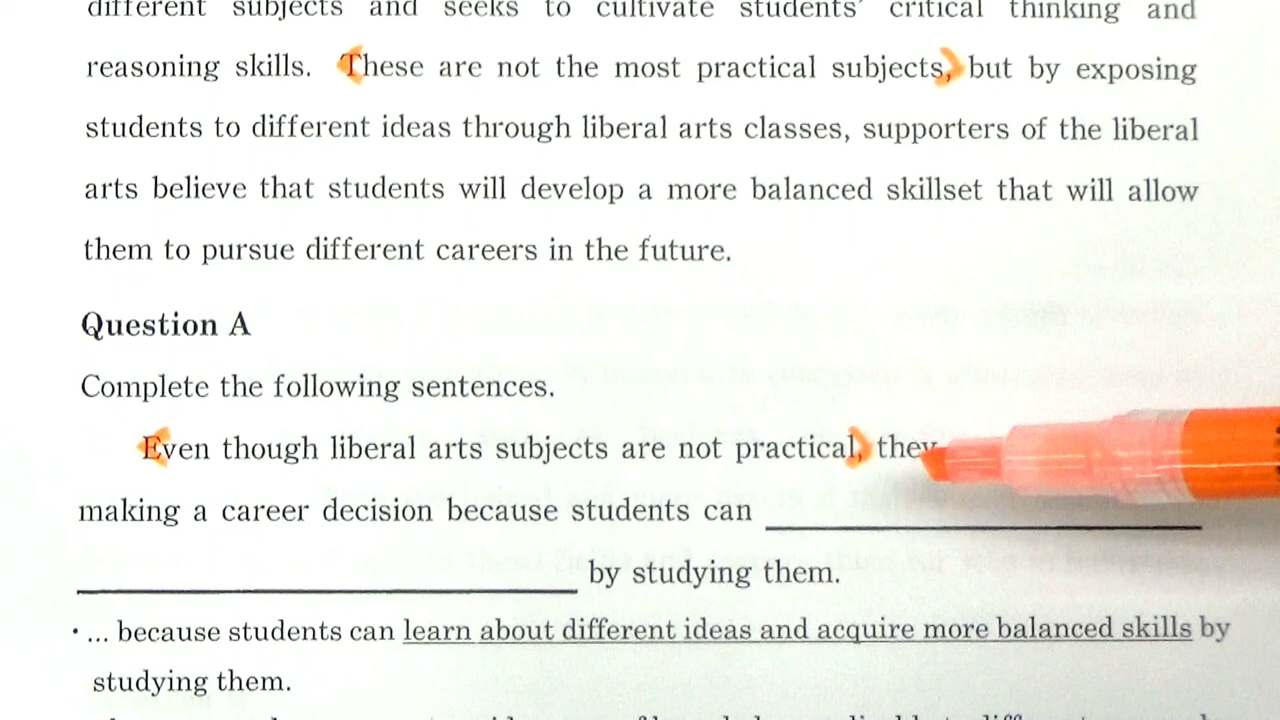 different subjects and seeks to cultivate students' critical thinking and
reasoning skills. These are not the most practical subjects, but by exposing
students to different ideas through liberal arts classes, supporters of the liberal
arts believe that students will develop a more balanced skillset that will allow
them to pursue different careers in the future.
Question A
Complete the following sentences.
Even though liberal arts subjects are not practical, they
making a career decision because students can
by studying them.
· ... because students can learn about different ideas and acquire more balanced skills by
studying them.